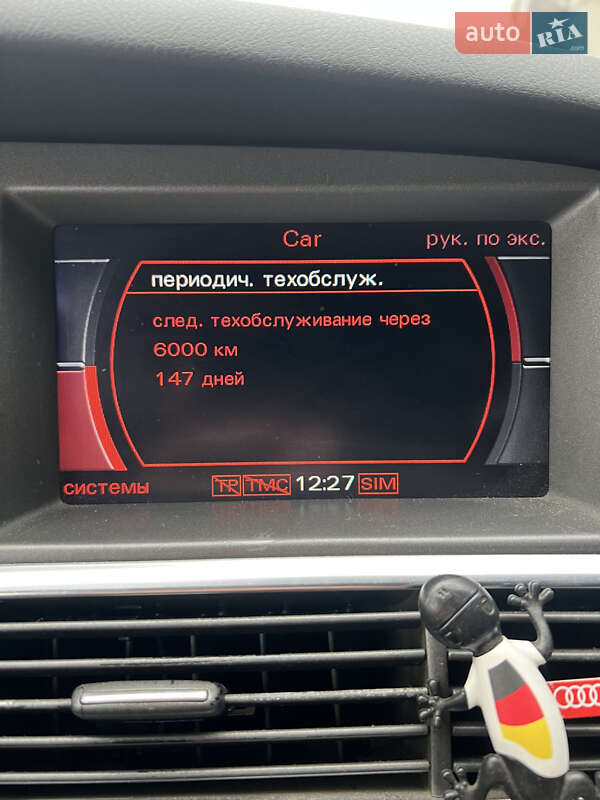 auto RIA.com
Car
рук. по экс.
периодич. техобслуж.
след. техобслуживание через
6000 км
147 дней
системы
TP TMC 12:27 SIM